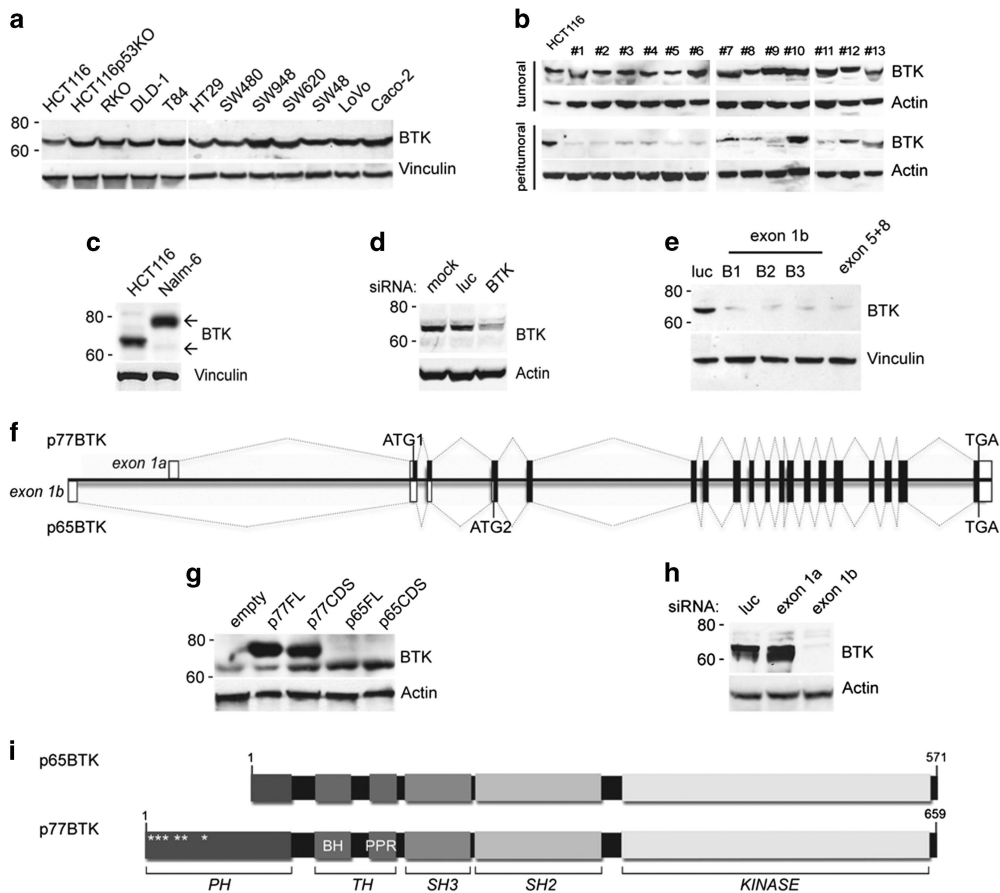 a
HCT116
HCT116p53KO
RKO
DLD-1
T84
HT29
SW480
SW948
SW620
SW48
LoVo
Caco-2
80 -
60 -
BTK
Vinculin
b
HCT116
#1 #2 #3 #4 #5 #6 #7 #8 #9 #10 #11 #12 #13
tumoral
BTK
Actin
peritumoral
BTK
Actin
c
HCT116
Nalm-6
80 -
60 -
BTK
Vinculin
d
siRNA: mock luc BTK
80 -
60 -
BTK
Actin
e
exon 1b
luc B1 B2 B3 exon 5+8
80 -
60 -
BTK
Vinculin
f
p77BTK
ATG1
TGA
exon 1a
exon 1b
p65BTK
ATG2
TGA
g
empty
p77FL
p77CDS
p65FL
p65CDS
80 -
60 -
BTK
Actin
h
siRNA: luc exon 1a exon 1b
80 -
60 -
BTK
Actin
i
p65BTK
1
571
p77BTK
1
659
*** ** *
BH
PPR
PH
TH
SH3
SH2
KINASE